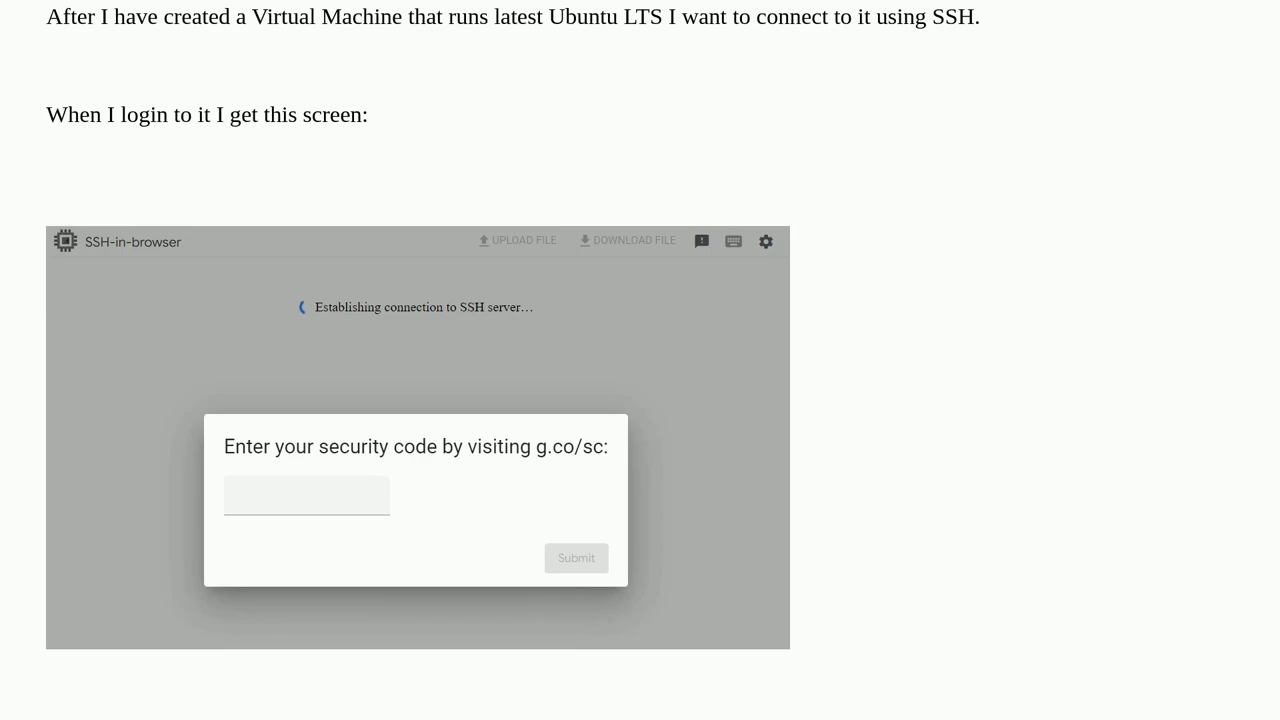 After I have created a Virtual Machine that runs latest Ubuntu LTS I want to connect to it using SSH.
When I login to it I get this screen:
SSH-in-browser
UPLOAD FILE
DOWNLOAD FILE
Establishing connection to SSH server…
Enter your security code by visiting g.co/sc:
Submit